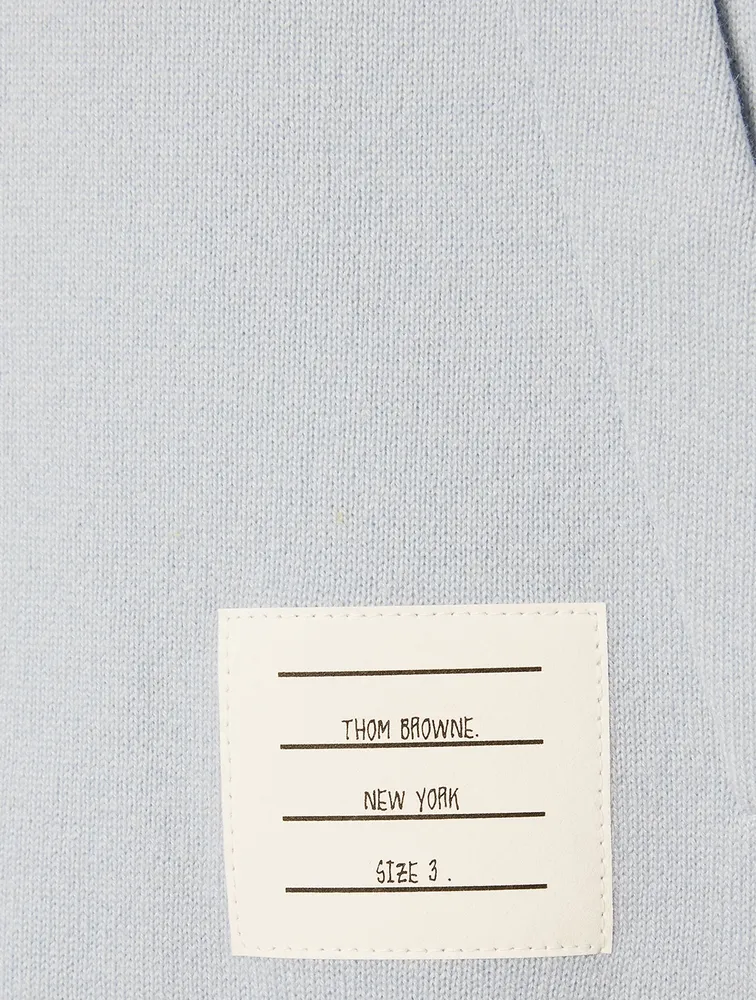 THOM BROWNE.
NEW YORK
SIZE 3 .